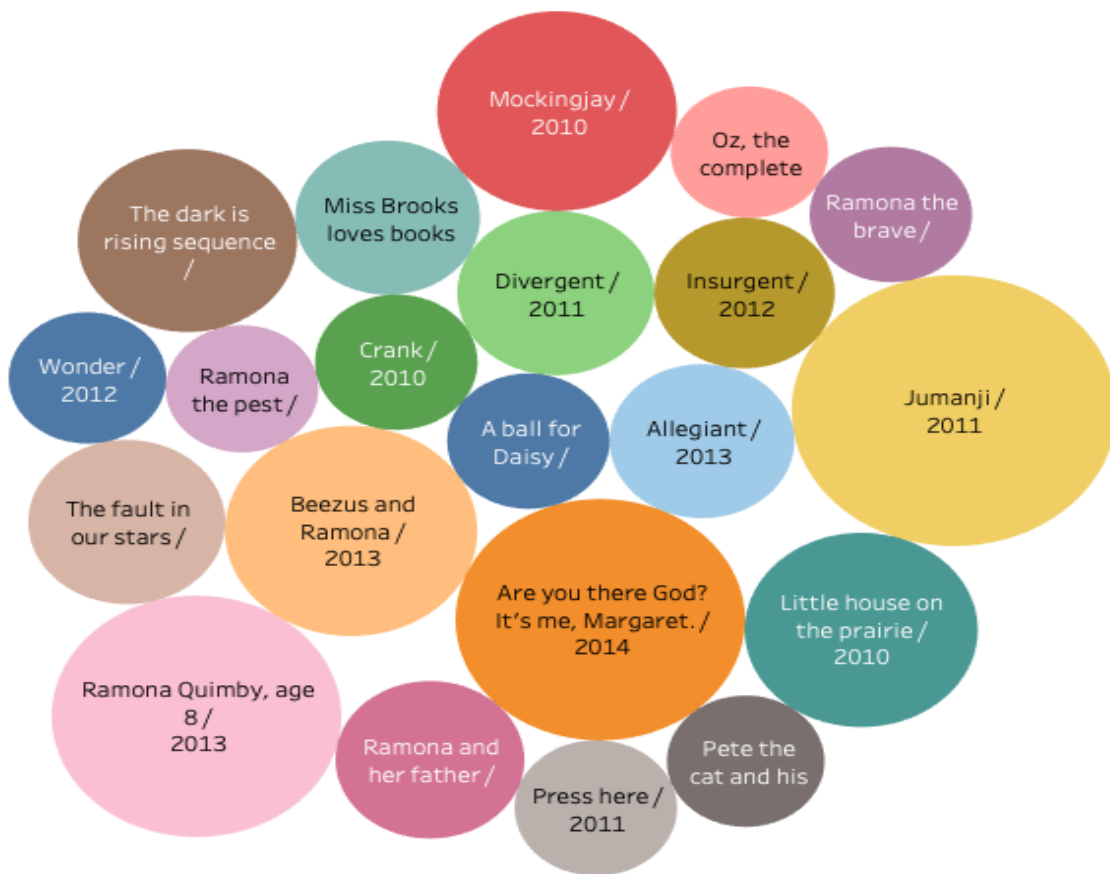 Mockingjay /
2010
Oz, the
complete
Ramona the
brave /
The dark is
rising sequence
/
Miss Brooks
loves books
Divergent /
2011
Insurgent /
2012
Wonder /
2012
Ramona
the pest /
Crank /
2010
Jumanji /
2011
A ball for
Daisy /
Allegiant /
2013
The fault in
our stars /
Beezus and
Ramona /
2013
Are you there God?
It's me, Margaret. /
2014
Little house on
the prairie /
2010
Ramona Quimby, age
8 /
2013
Ramona and
her father /
Press here /
2011
Pete the
cat and his